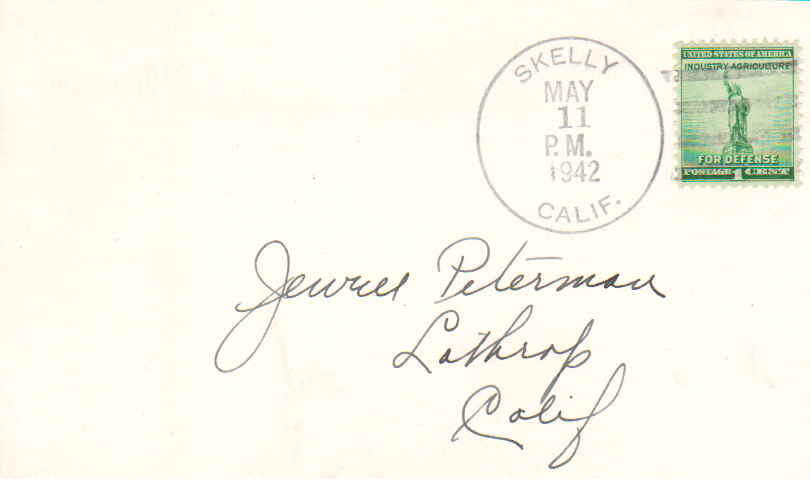 SKELLY
MAY
11
P.M.
1942
CALIF.
UNITED STATES OF AMERICA
INDUSTRY AGRICULTURE
FOR DEFENSE
POSTAGE 1 CENT
Jewell Peterman
Lathrop
Calif